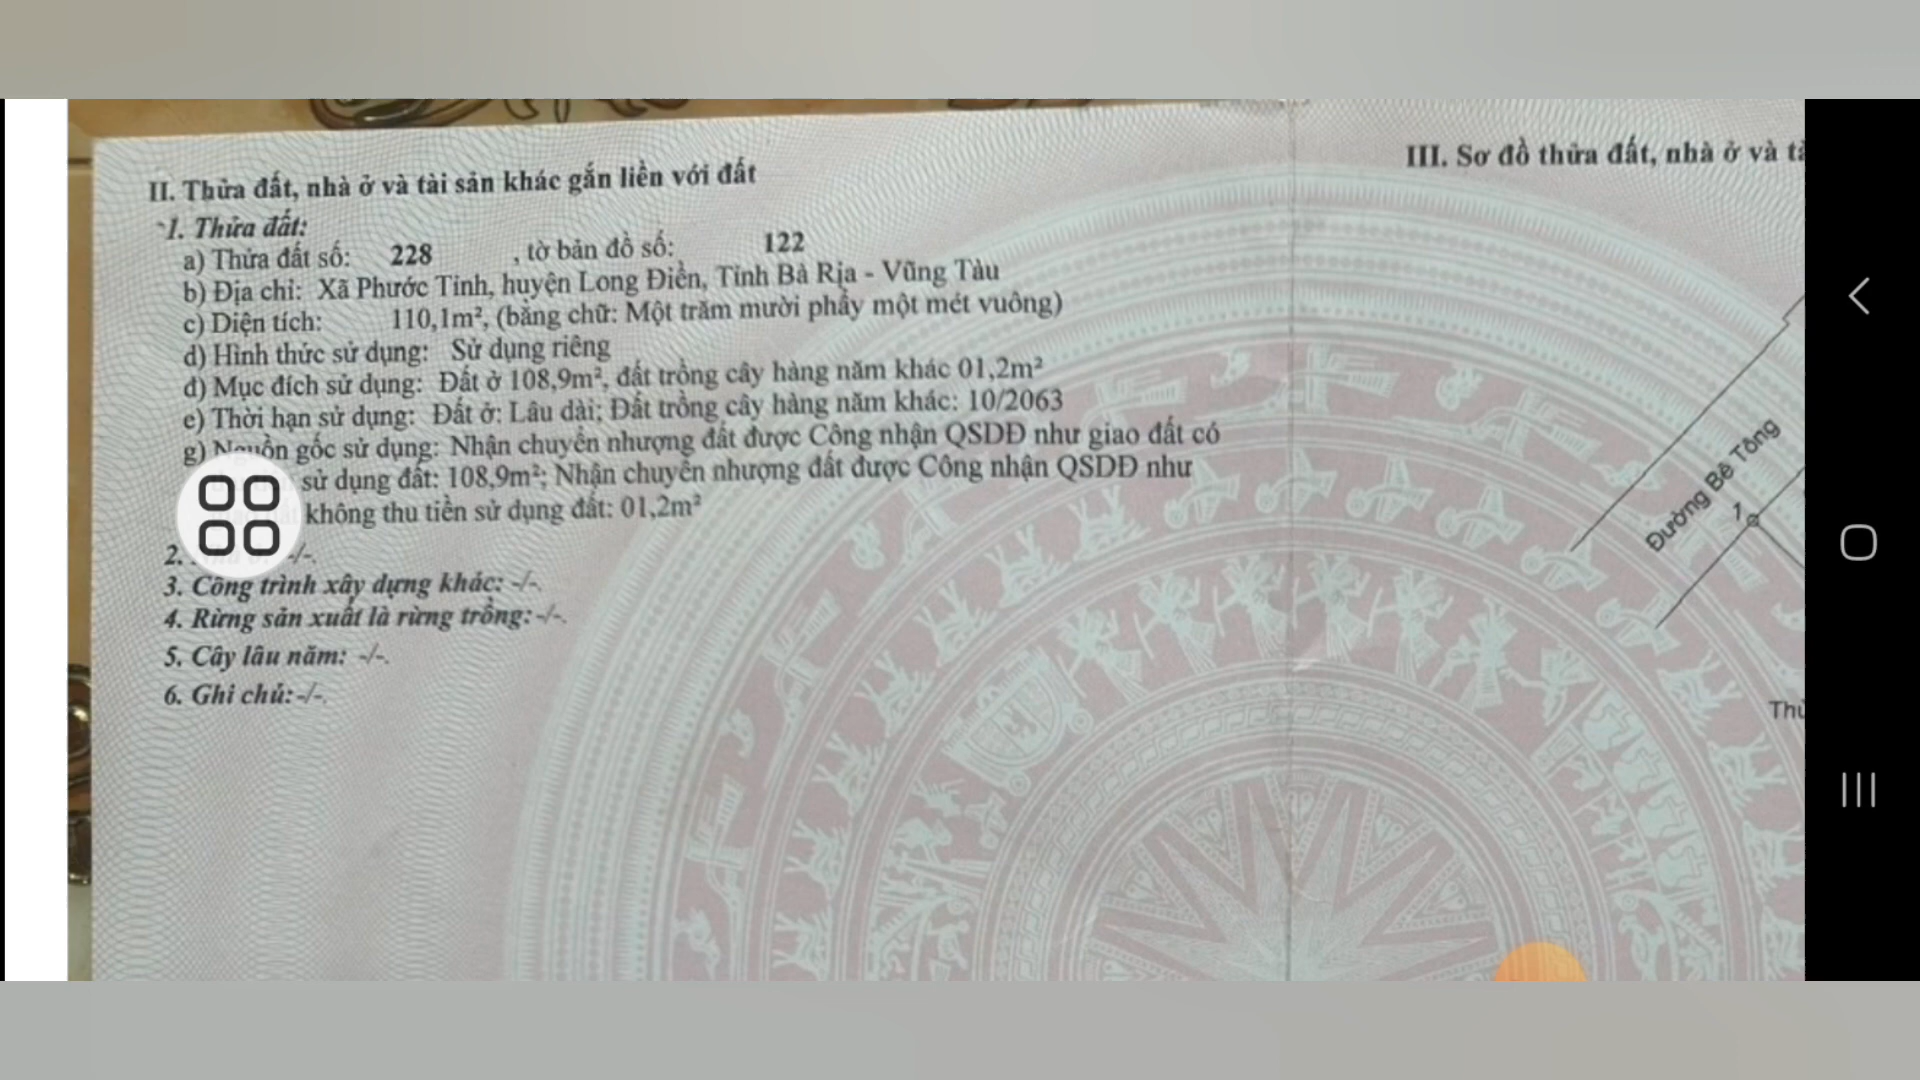 II. Thửa đất, nhà ở và tài sản khác gắn liền với đất
1. Thửa đất:
a) Thửa đất số: 228 , tờ bản đồ số: 122
b) Địa chỉ: Xã Phước Tỉnh, huyện Long Điền, Tỉnh Bà Rịa - Vũng Tàu
c) Diện tích: 110,1m², (bằng chữ: Một trăm mười phẩy một mét vuông)
d) Hình thức sử dụng: Sử dụng riêng
đ) Mục đích sử dụng: Đất ở 108,9m², đất trồng cây hàng năm khác 01,2m²
e) Thời hạn sử dụng: Đất ở: Lâu dài; Đất trồng cây hàng năm khác: 10/2063
g) Nguồn gốc sử dụng: Nhận chuyển nhượng đất được Công nhận QSDĐ như giao đất có
sử dụng đất: 108,9m²; Nhận chuyển nhượng đất được Công nhận QSDĐ như
không thu tiền sử dụng đất: 01,2m²
2. -/-.
3. Công trình xây dựng khác: -/-.
4. Rừng sản xuất là rừng trồng: -/-.
5. Cây lâu năm: -/-.
6. Ghi chú: -/-.
III. Sơ đồ thửa đất, nhà ở và
Đường Bê Tông
1